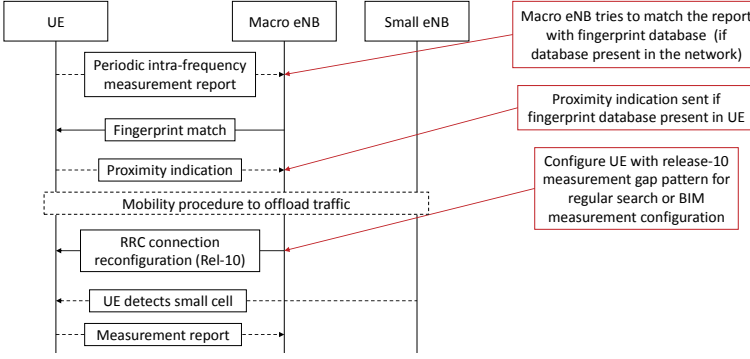 UE
Macro eNB
Small eNB
Macro eNB tries to match the report
with fingerprint database (if
database present in the network)
Periodic intra-frequency
measurement report
Proximity indication sent if
fingerprint database present in UE
Fingerprint match
Proximity indication
Configure UE with release-10
measurement gap pattern for
regular search or BIM
measurement configuration
Mobility procedure to offload traffic
RRC connection
reconfiguration (Rel-10)
UE detects small cell
Measurement report